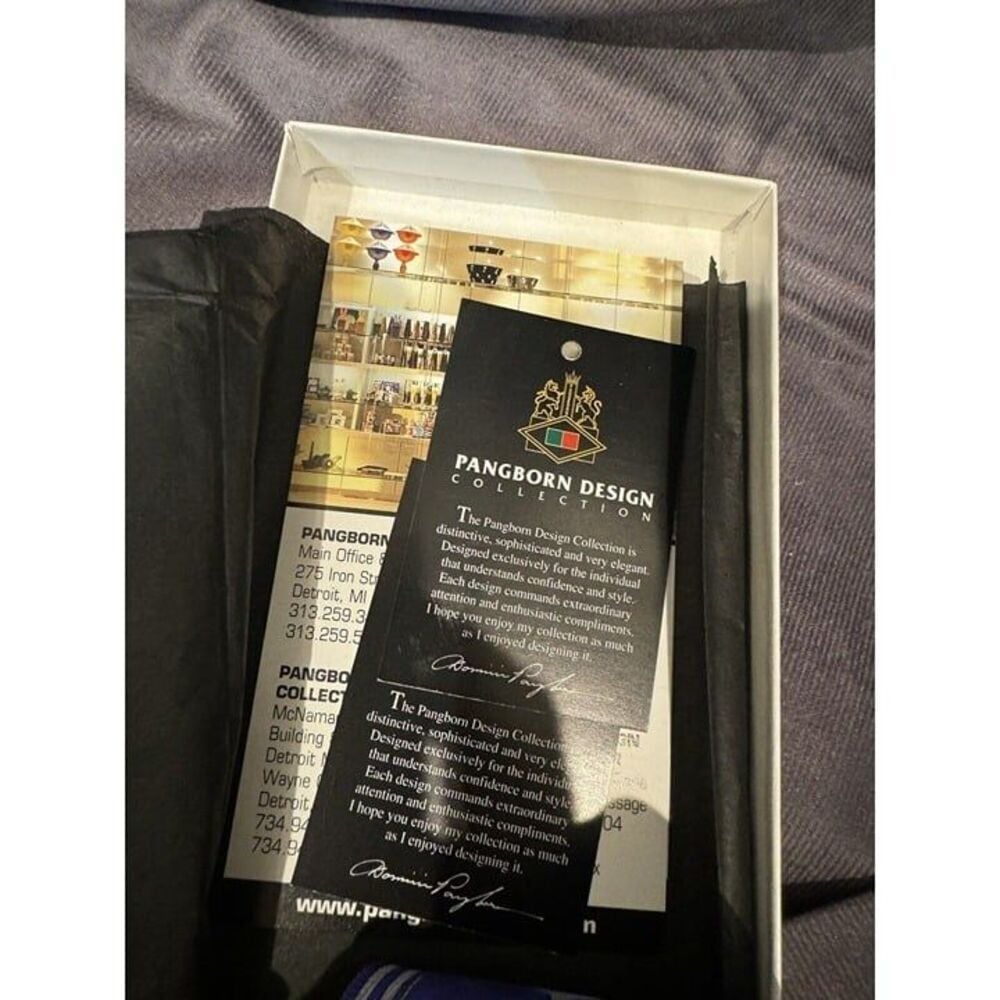 PANGBORN DESIGN
COLLECTION
The Pangborn Design Collection is
distinctive, sophisticated and very elegant.
Designed exclusively for the individual
that understands confidence and style.
Each design commands extraordinary
attention and enthusiastic compliments.
I hope you enjoy my collection as much
as I enjoyed designing it.
The Pangborn Design Collection
distinctive, sophisticated and very
Designed exclusively for the
that understands confidence and style
Each design commands extraordinary
attention and enthusiastic compliments.
I hope you enjoy my collection as much
as I enjoyed designing it.
PANGBORN
Main Office
275 Iron
Detroit, MI
313.259.3
313.259.5
PANGBO
COLLECT
McNama
Building
Detroit
Wayne
Detroit,
734.94
734.9
ssage
04
x
www.pang
n